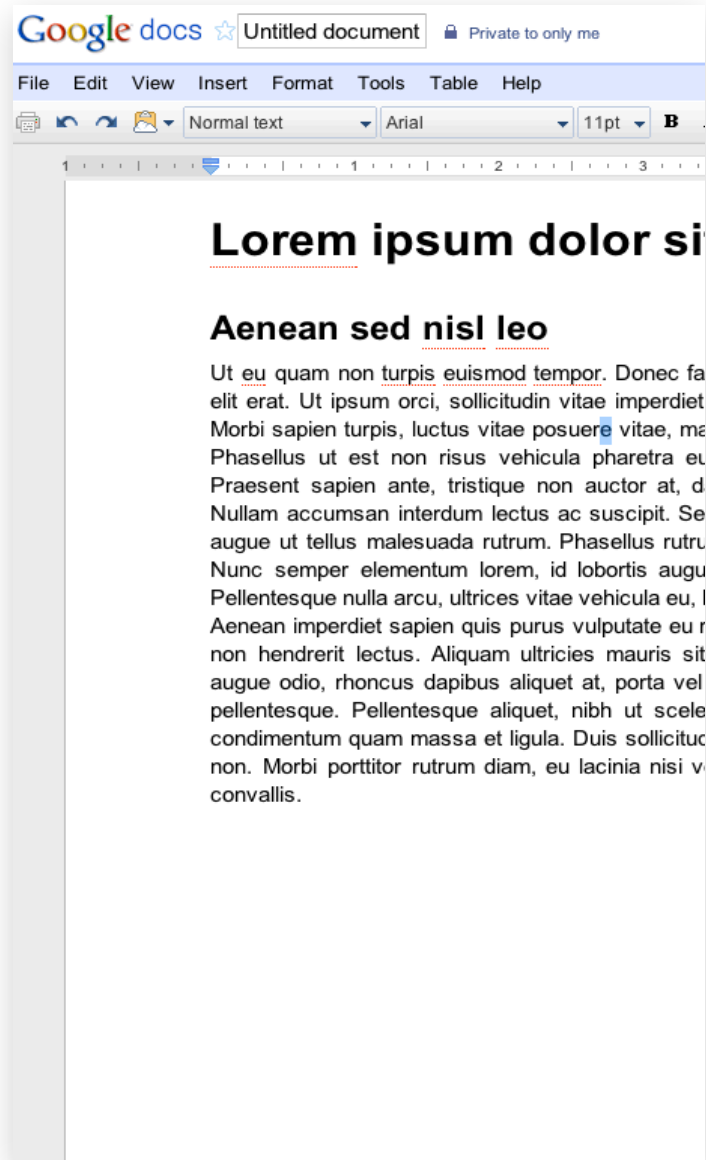 Google docs Untitled document Private to only me
File Edit View Insert Format Tools Table Help
Normal text Arial 11pt B
1 1 2 3
Lorem ipsum dolor si
Aenean sed nisl leo
Ut eu quam non turpis euismod tempor. Donec fa
elit erat. Ut ipsum orci, sollicitudin vitae imperdiet
Morbi sapien turpis, luctus vitae posuere vitae, ma
Phasellus ut est non risus vehicula pharetra eu
Praesent sapien ante, tristique non auctor at, d
Nullam accumsan interdum lectus ac suscipit. Se
augue ut tellus malesuada rutrum. Phasellus rutru
Nunc semper elementum lorem, id lobortis augu
Pellentesque nulla arcu, ultrices vitae vehicula eu,
Aenean imperdiet sapien quis purus vulputate eu
non hendrerit lectus. Aliquam ultricies mauris sit
augue odio, rhoncus dapibus aliquet at, porta vel
pellentesque. Pellentesque aliquet, nibh ut scele
condimentum quam massa et ligula. Duis sollicitud
non. Morbi porttitor rutrum diam, eu lacinia nisi v
convallis.